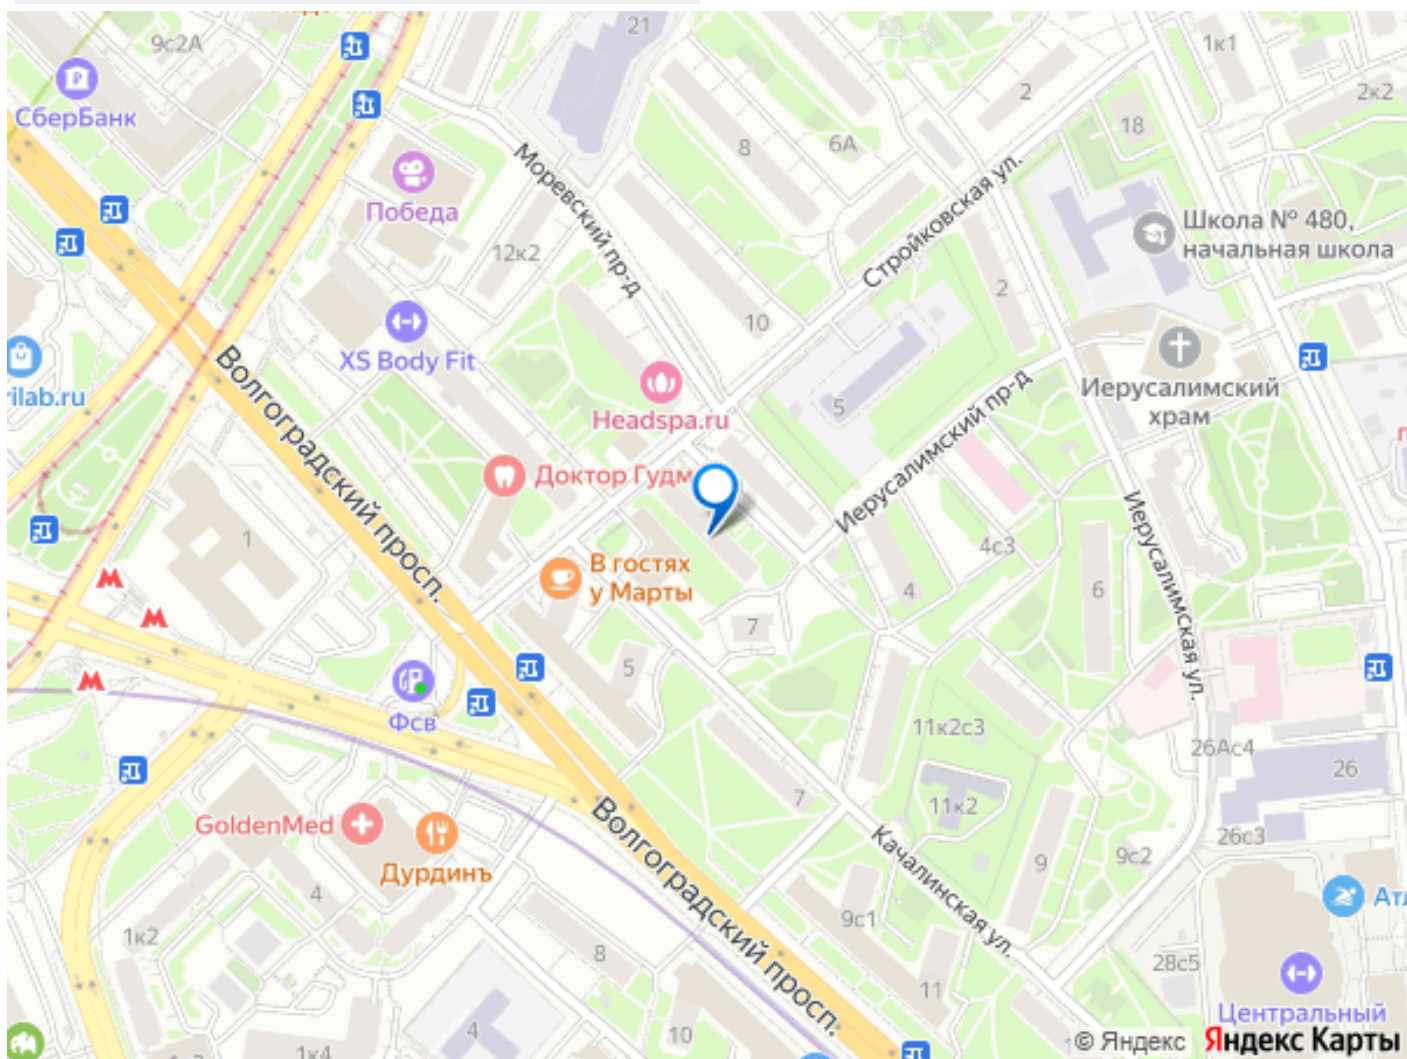 9с2А
21
1к1
СберБанк
2
2к2
18
8
6А
Моревский пр-д
Стройковская ул.
Победа
12к2
Школа № 480,
начальная школа
2
10
XS Body Fit
Волгоградский просп.
rilab.ru
Headspa.ru
5
Иерусалимский пр-д
Иерусалимский
храм
Доктор Гудм
1
В гостях
у Марты
4с3
4
6
Иерусалимская ул.
7
5
Фсв
11к2с3
26Ас4
26
7
11к2
GoldenMed
Дурдинъ
Волгоградский просп.
Качалинская ул.
9
9с2
26с3
4
1к2
9с1
Атл
8
28с5
11
Центральный
4
10
1к4
© Яндекс Яндекс Карты